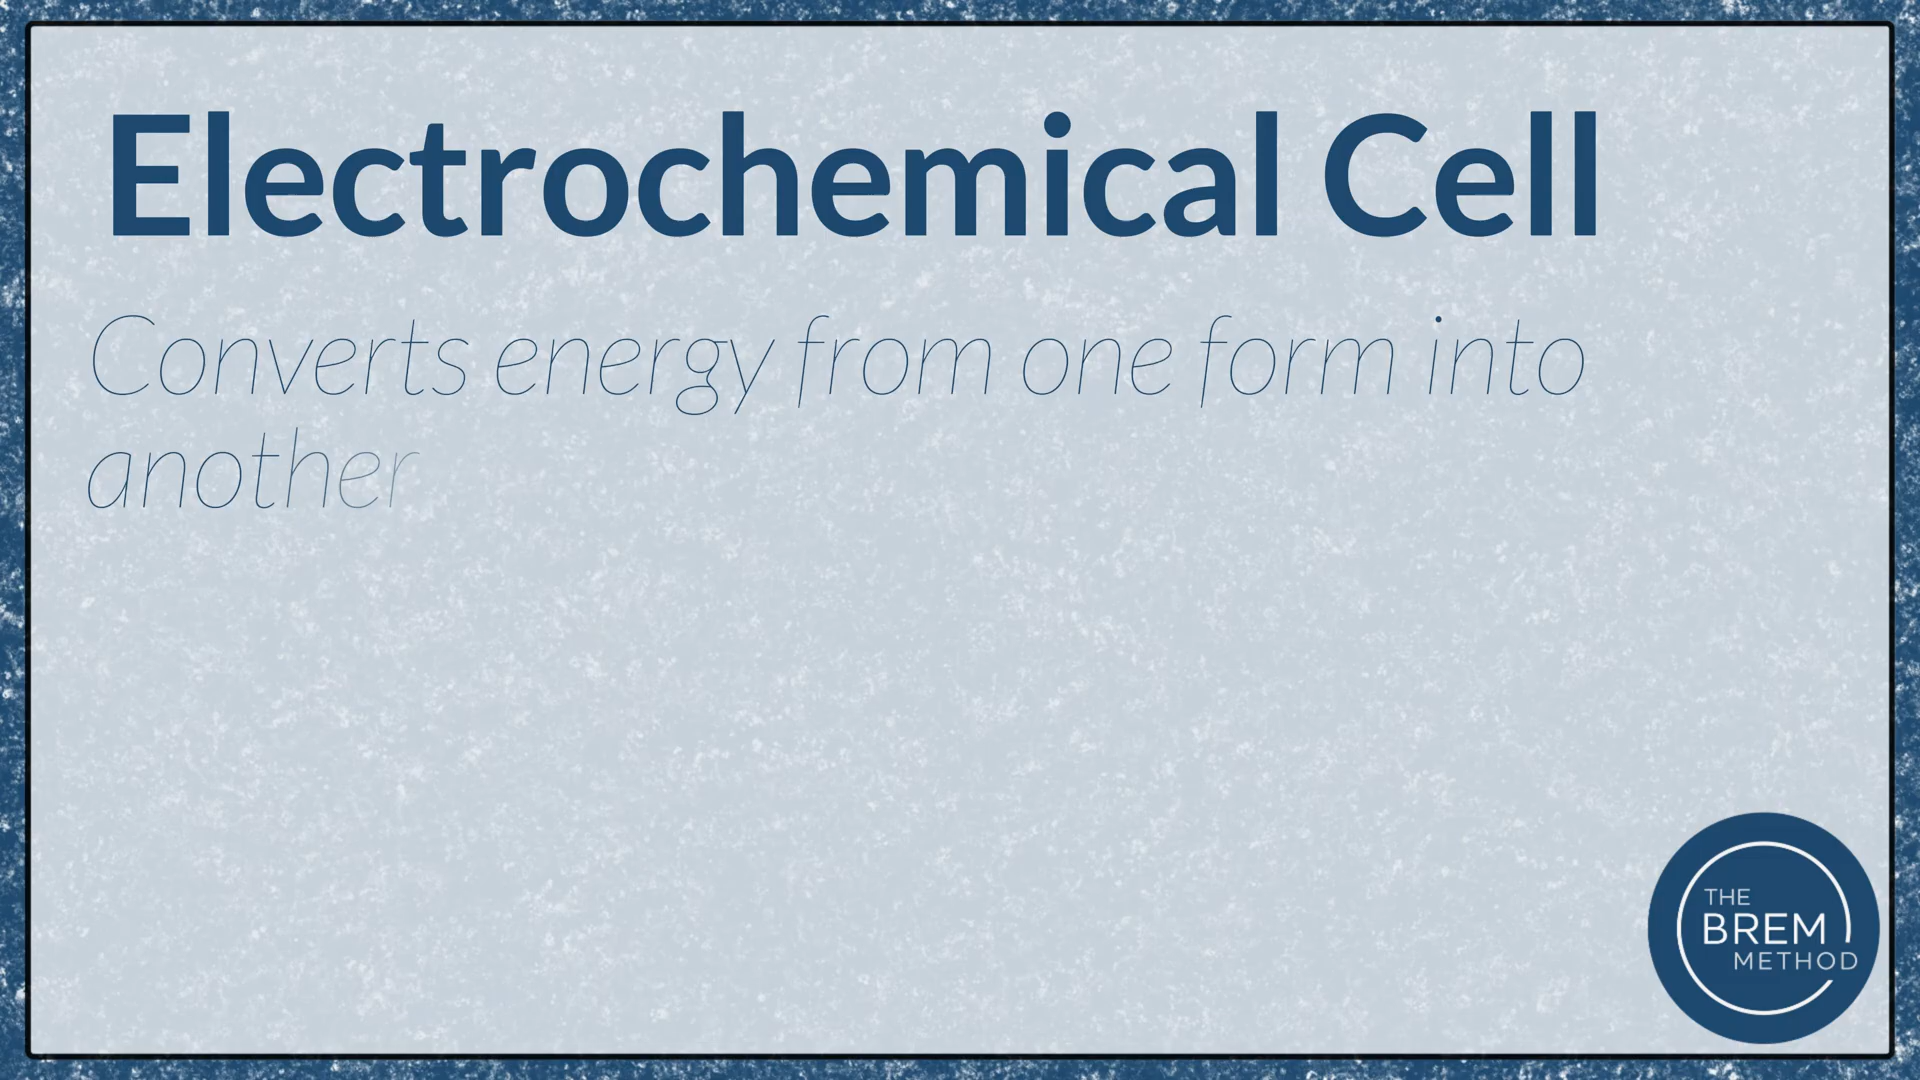 Electrochemical Cell
Converts energy from one form into
another
THE
BREM
METHOD